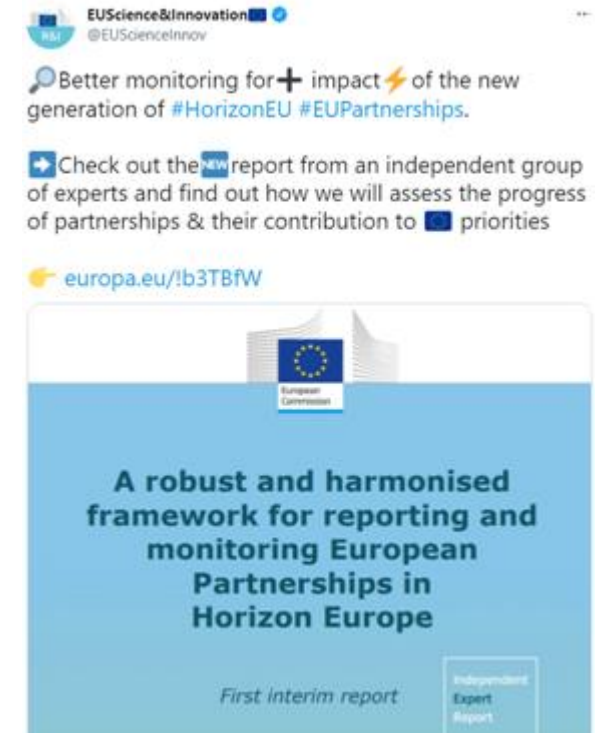 EUScience&Innovation🇪🇺
@EUScienceInnov
R&I
🔎Better monitoring for➕ impact⚡of the new
generation of #HorizonEU #EUPartnerships.
➡️Check out the🆕report from an independent group
of experts and find out how we will assess the progress
of partnerships & their contribution to 🇪🇺 priorities
👉 europa.eu/!b3TBfW
European
Commission
A robust and harmonised
framework for reporting and
monitoring European
Partnerships in
Horizon Europe
First interim report
Independent
Expert
Report